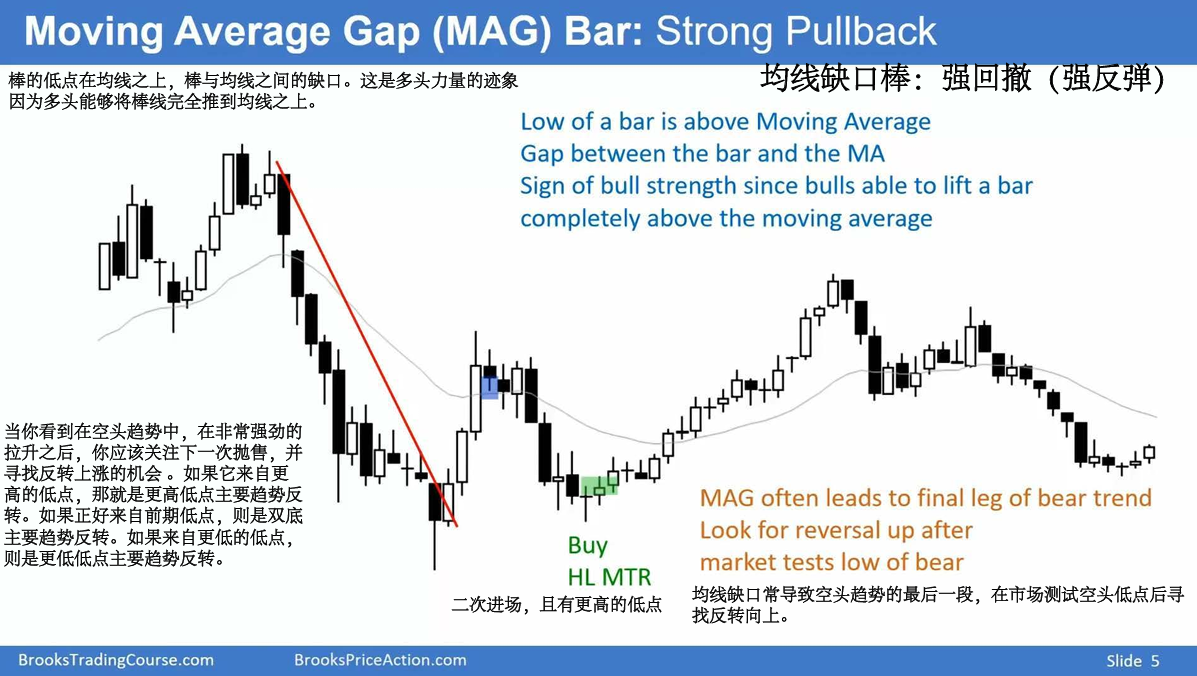 Moving Average Gap (MAG) Bar: Strong Pullback
棒的低点在均线之上，棒与均线之间的缺口。这是多头力量的迹象
因为多头能够将棒线完全推到均线之上。
均线缺口棒：强回撤（强反弹）
Low of a bar is above Moving Average
Gap between the bar and the MA
Sign of bull strength since bulls able to lift a bar
completely above the moving average
当你看到在空头趋势中，在非常强劲的
拉升之后，你应该关注下一次抛售，并
寻找反转上涨的机会 。如果它来自更
高的低点，那就是更高低点主要趋势反
转。如果正好来自前期低点，则是双底
主要趋势反转。如果来自更低的低点，
则是更低低点主要趋势反转。
Buy
HL MTR
二次进场，且有更高的低点
MAG often leads to final leg of bear trend
Look for reversal up after
market tests low of bear
均线缺口常导致空头趋势的最后一段，在市场测试空头低点后寻
找反转向上。
BrooksTradingCourse.com
BrooksPriceAction.com
Slide 5